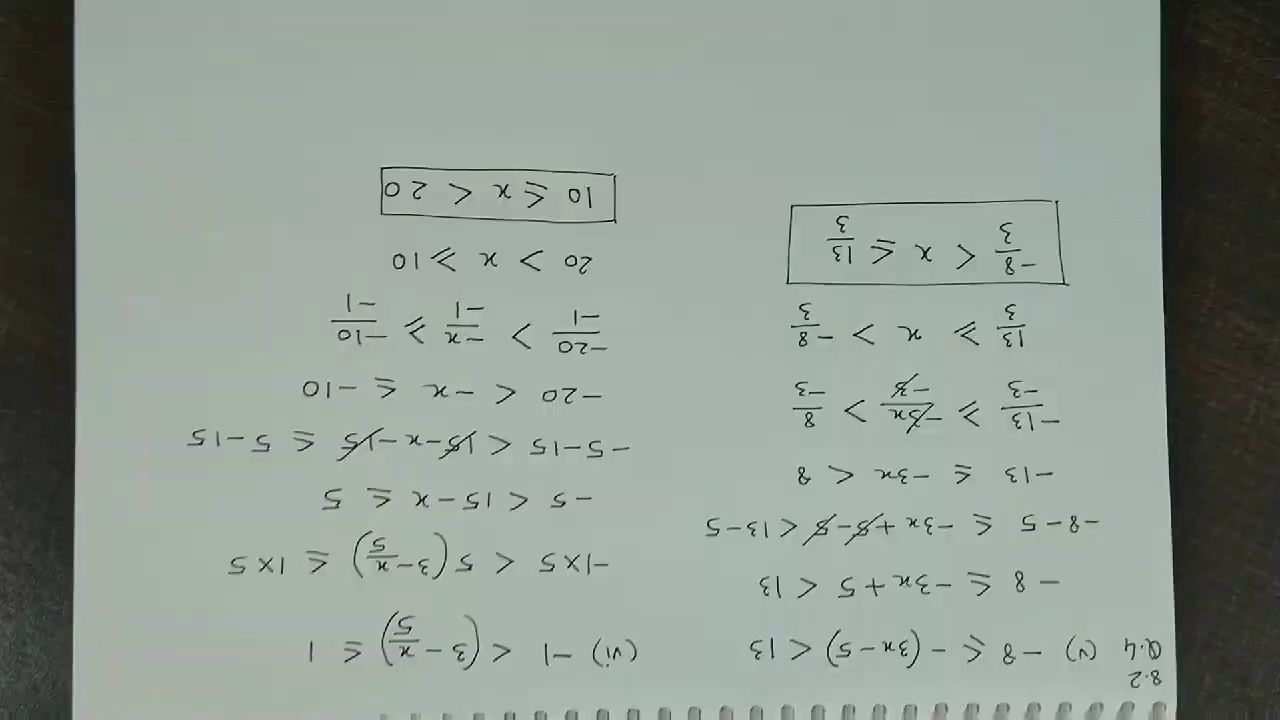 8.2
Q.4 (v) -8 ≤ -(3x-5) < 13
-8 ≤ -3x+5 < 13
-8-5 ≤ -3x+5-5 < 13-5
-13 ≤ -3x < 8
-13/-3 ≥ -3x/-3 > 8/-3
13/3 ≥ x > -8/3
-8/3 < x ≤ 13/3
(vi) -1 < (3 - x/5) ≤ 1
-1×5 < 5(3 - x/5) ≤ 1×5
-5 < 15-x ≤ 5
-5-15 < 15-x-15 ≤ 5-15
-20 < -x ≤ -10
-20/-1 > -x/-1 ≥ -10/-1
20 > x ≥ 10
10 ≤ x < 20